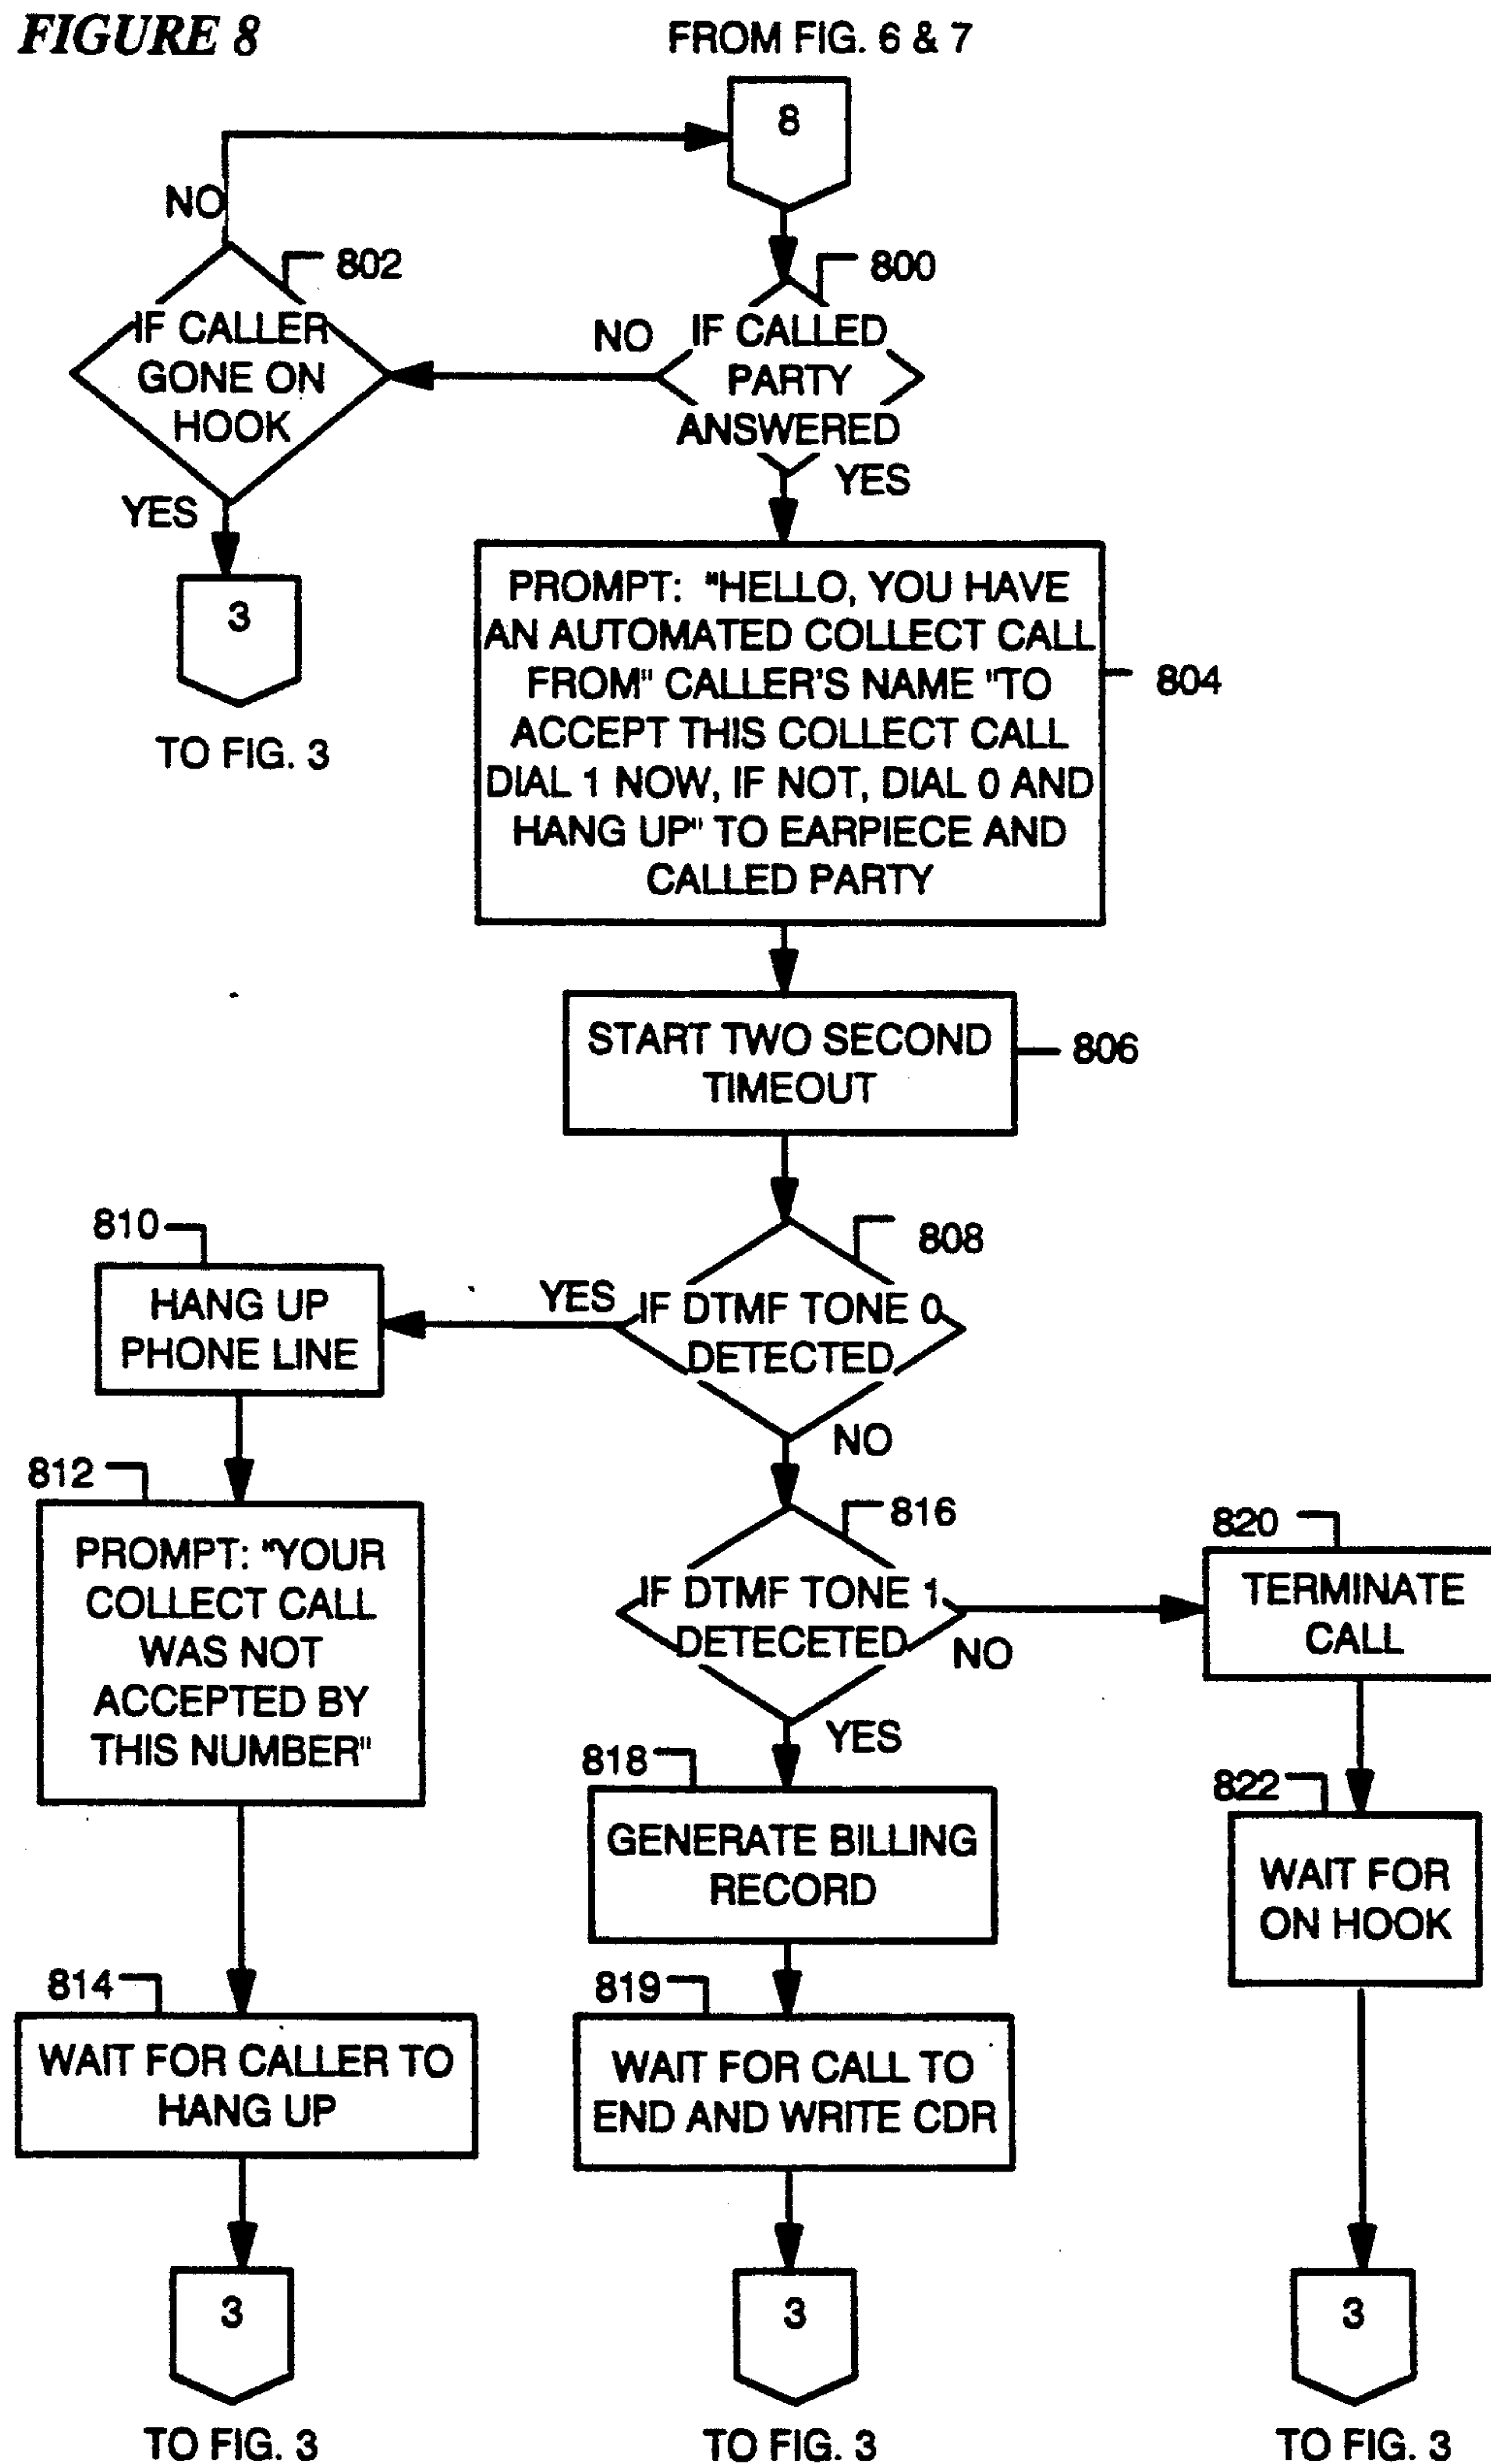 FIGURE 8
FROM FIG. 6 & 7
8
NO
802
IF CALLER
GONE ON
HOOK
YES
3
TO FIG. 3
800
NO
IF CALLED
PARTY
ANSWERED
YES
PROMPT: "HELLO, YOU HAVE
AN AUTOMATED COLLECT CALL
FROM" CALLER'S NAME "TO
ACCEPT THIS COLLECT CALL
DIAL 1 NOW, IF NOT, DIAL 0 AND
HANG UP" TO EARPIECE AND
CALLED PARTY
804
START TWO SECOND
TIMEOUT
806
808
IF DTMF TONE 0
DETECTED
YES
NO
810
HANG UP
PHONE LINE
812
PROMPT: "YOUR
COLLECT CALL
WAS NOT
ACCEPTED BY
THIS NUMBER"
814
WAIT FOR CALLER TO
HANG UP
3
TO FIG. 3
816
IF DTMF TONE 1
DETECETED
NO
YES
818
GENERATE BILLING
RECORD
819
WAIT FOR CALL TO
END AND WRITE CDR
3
TO FIG. 3
820
TERMINATE
CALL
822
WAIT FOR
ON HOOK
3
TO FIG. 3